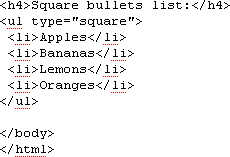 <h4>Square bullets list:</h4>
<ul type="square">
<li>Apples</li>
<li>Bananas</li>
<li>Lemons</li>
<li>Oranges</li>
</ul>
</body>
</html>